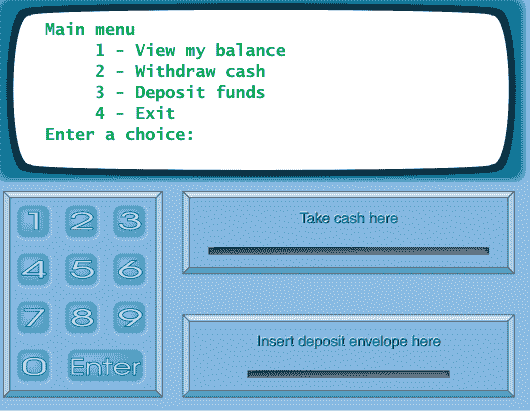 Main menu
1 - View my balance
2 - Withdraw cash
3 - Deposit funds
4 - Exit
Enter a choice:
1 2 3
Take cash here
4 5 6
7 8 9
Insert deposit envelope here
0 Enter